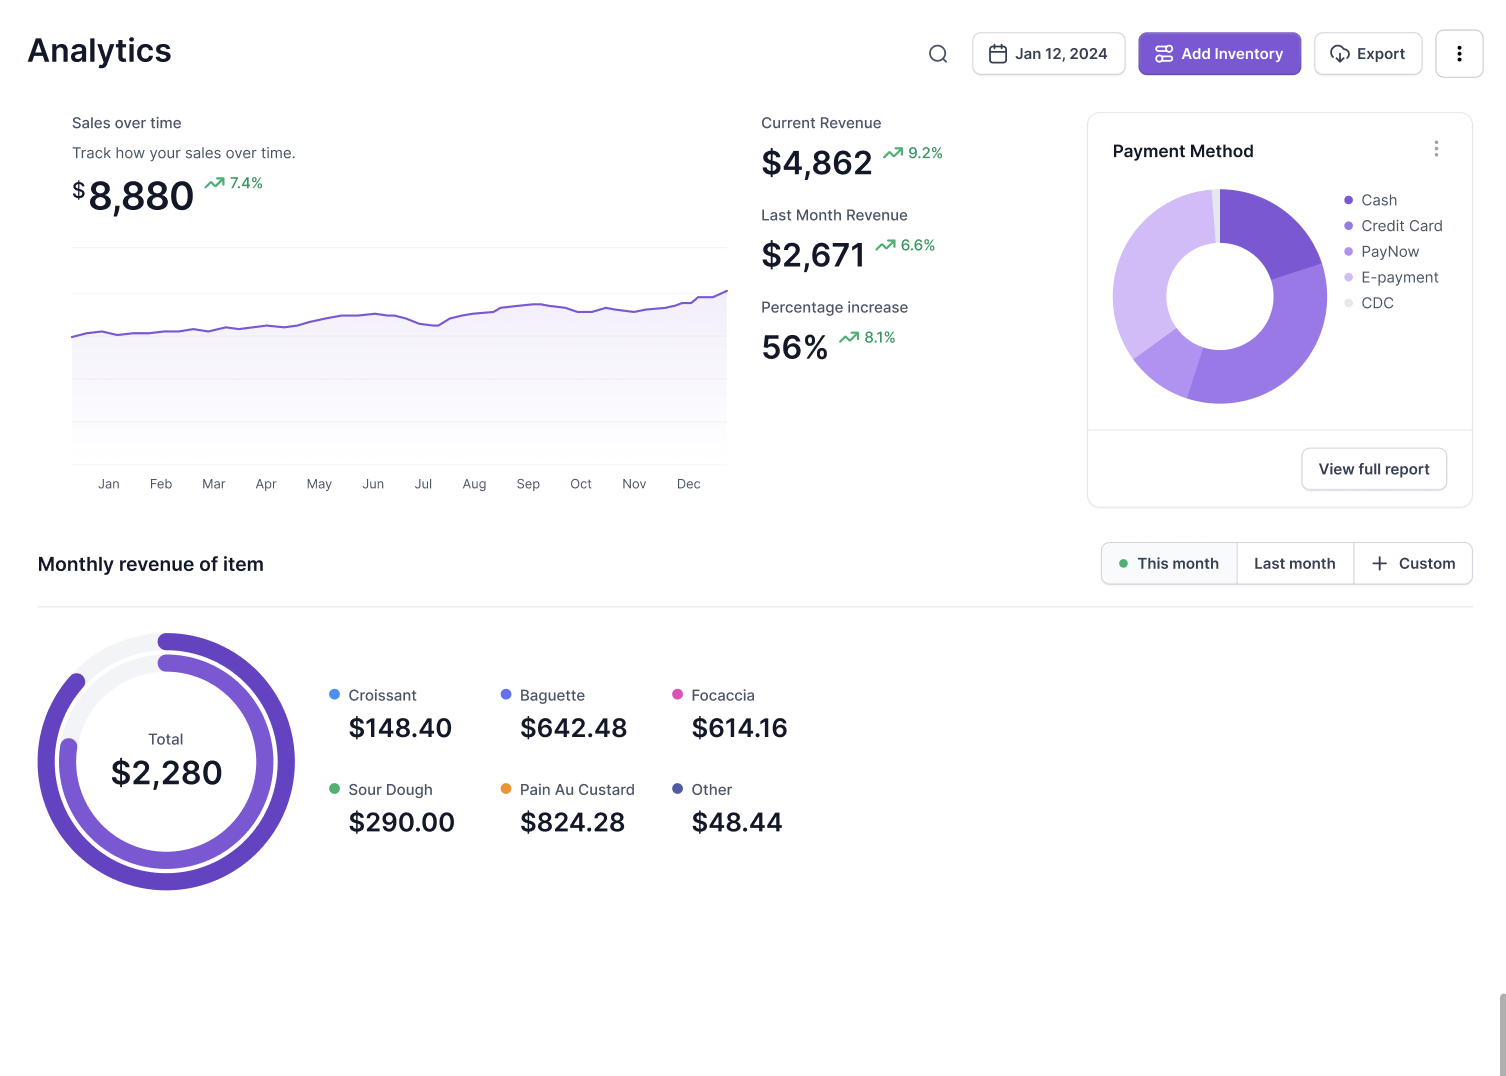 Analytics
Jan 12, 2024
Add Inventory
Export
Sales over time
Track how your sales over time.
$8,880 7.4%
Jan Feb Mar Apr May Jun Jul Aug Sep Oct Nov Dec
Current Revenue
$4,862 9.2%
Last Month Revenue
$2,671 6.6%
Percentage increase
56% 8.1%
Payment Method
Cash
Credit Card
PayNow
E-payment
CDC
View full report
Monthly revenue of item
This month
Last month
Custom
Total
$2,280
Croissant
$148.40
Baguette
$642.48
Focaccia
$614.16
Sour Dough
$290.00
Pain Au Custard
$824.28
Other
$48.44